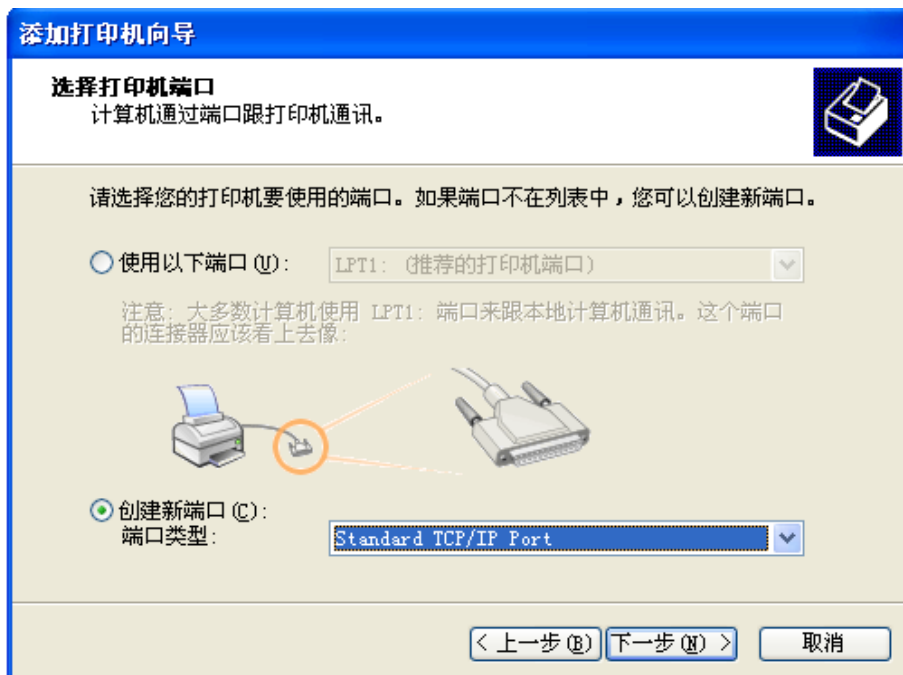 添加打印机向导
选择打印机端口
计算机通过端口跟打印机通讯。
请选择您的打印机要使用的端口。如果端口不在列表中，您可以创建新端口。
使用以下端口(U):
LPT1: (推荐的打印机端口)
注意: 大多数计算机使用 LPT1: 端口来跟本地计算机通讯。这个端口
的连接器应该看上去像:
创建新端口(C):
端口类型:
Standard TCP/IP Port
< 上一步(B)
下一步(N) >
取消